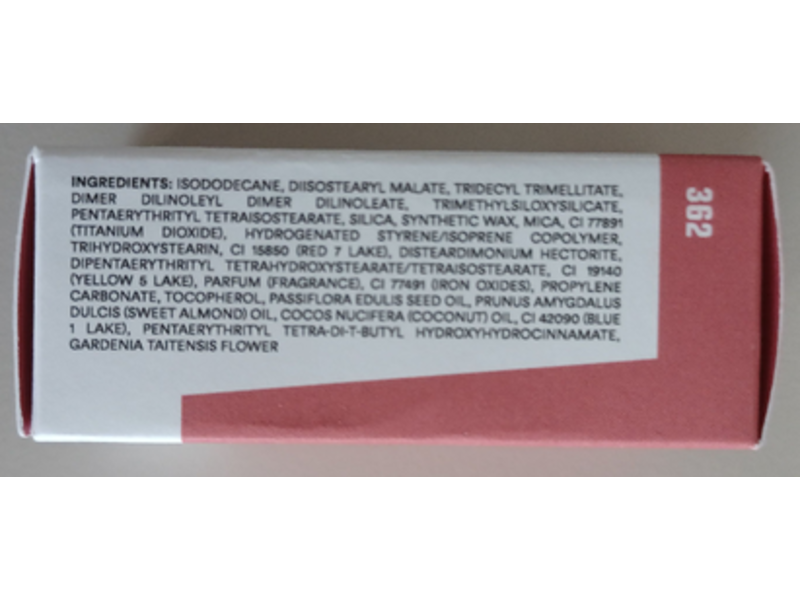 INGREDIENTS: ISODODECANE, DIISOSTEARYL MALATE, TRIDECYL TRIMELLITATE,
DIMER DILINOLEYL DIMER DILINOLEATE, TRIMETHYLSILOXYSILICATE,
PENTAERYTHRITYL TETRAISOSTEARATE, SILICA, SYNTHETIC WAX, MICA, CI 77891
(TITANIUM DIOXIDE), HYDROGENATED STYRENE/ISOPRENE COPOLYMER,
TRIHYDROXYSTEARIN, CI 15850 (RED 7 LAKE), DISTEARDIMONIUM HECTORITE,
DIPENTAERYTHRITYL TETRAHYDROXYSTEARATE/TETRAISOSTEARATE, CI 19140
(YELLOW 5 LAKE), PARFUM (FRAGRANCE), CI 77491 (IRON OXIDES), PROPYLENE
CARBONATE, TOCOPHEROL, PASSIFLORA EDULIS SEED OIL, PRUNUS AMYGDALUS
DULCIS (SWEET ALMOND) OIL, COCOS NUCIFERA (COCONUT) OIL, CI 42090 (BLUE
1 LAKE), PENTAERYTHRITYL TETRA-DI-T-BUTYL HYDROXYHYDROCINNAMATE,
GARDENIA TAITENSIS FLOWER
362